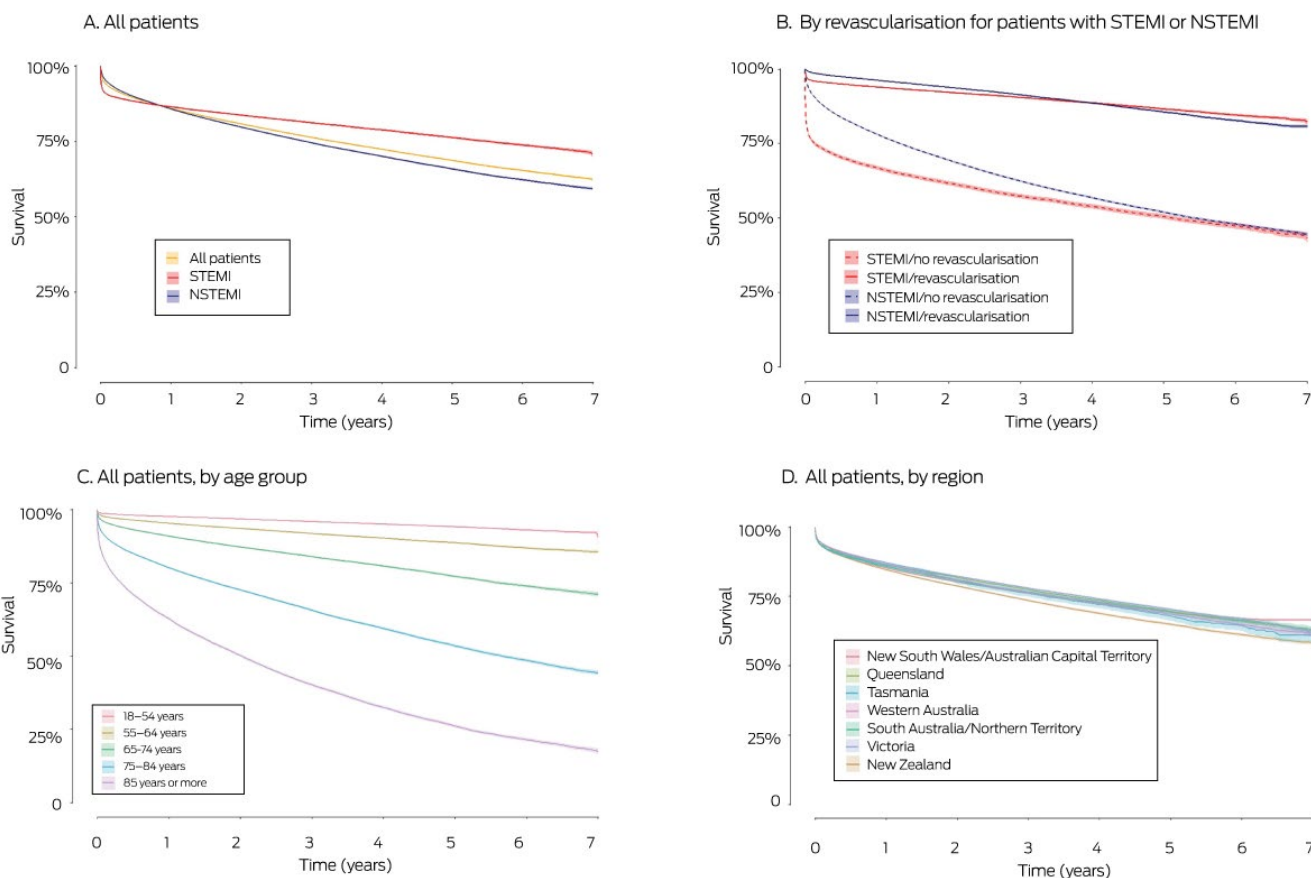 A. All patients
100%
75%
50%
25%
0
Survival
All patients
STEMI
NSTEMI
0 1 2 3 4 5 6 7
Time (years)
B. By revascularisation for patients with STEMI or NSTEMI
100%
75%
50%
25%
0
Survival
STEMI/no revascularisation
STEMI/revascularisation
NSTEMI/no revascularisation
NSTEMI/revascularisation
0 1 2 3 4 5 6 7
Time (years)
C. All patients, by age group
100%
75%
50%
25%
0
Survival
18–54 years
55–64 years
65-74 years
75–84 years
85 years or more
0 1 2 3 4 5 6 7
Time (years)
D. All patients, by region
100%
75%
50%
25%
0
Survival
New South Wales/Australian Capital Territory
Queensland
Tasmania
Western Australia
South Australia/Northern Territory
Victoria
New Zealand
0 1 2 3 4 5 6 7
Time (years)